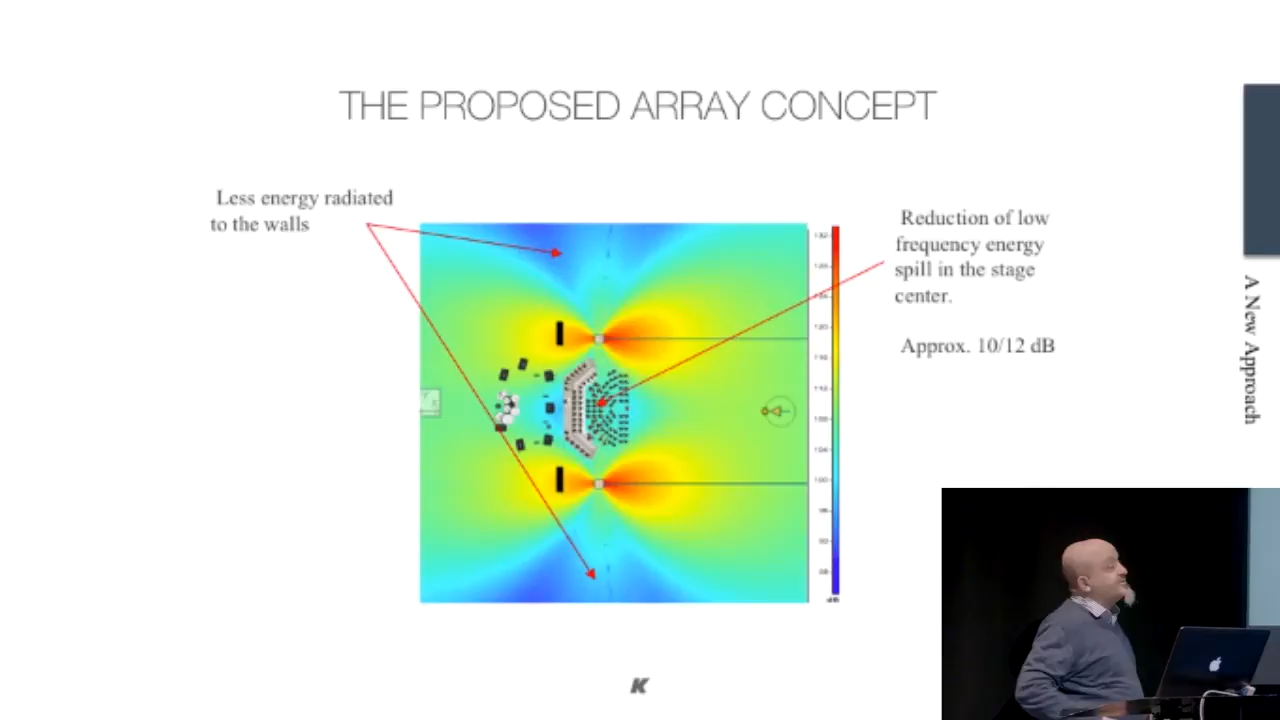 THE PROPOSED ARRAY CONCEPT
Less energy radiated
to the walls
Reduction of low
frequency energy
spill in the stage
center.
Approx. 10/12 dB
A New Approach
K